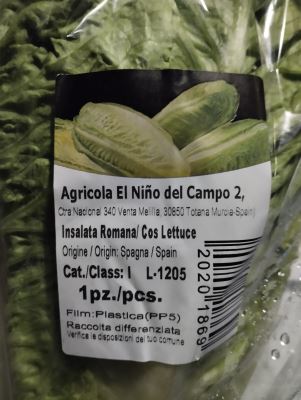 Agricola El Niño del Campo 2,
Ctra Nacional 340 Venta Melilla, 30850 Totana Murcia-Spain)
Insalata Romana/ Cos Lettuce
Origine / Origin: Spagna / Spain
Cat./Class: I L-1205
1pz./pcs.
Film:Plastica(PP5)
Raccolta differenziata
Verifica le disposizioni del tuo comune
20201869